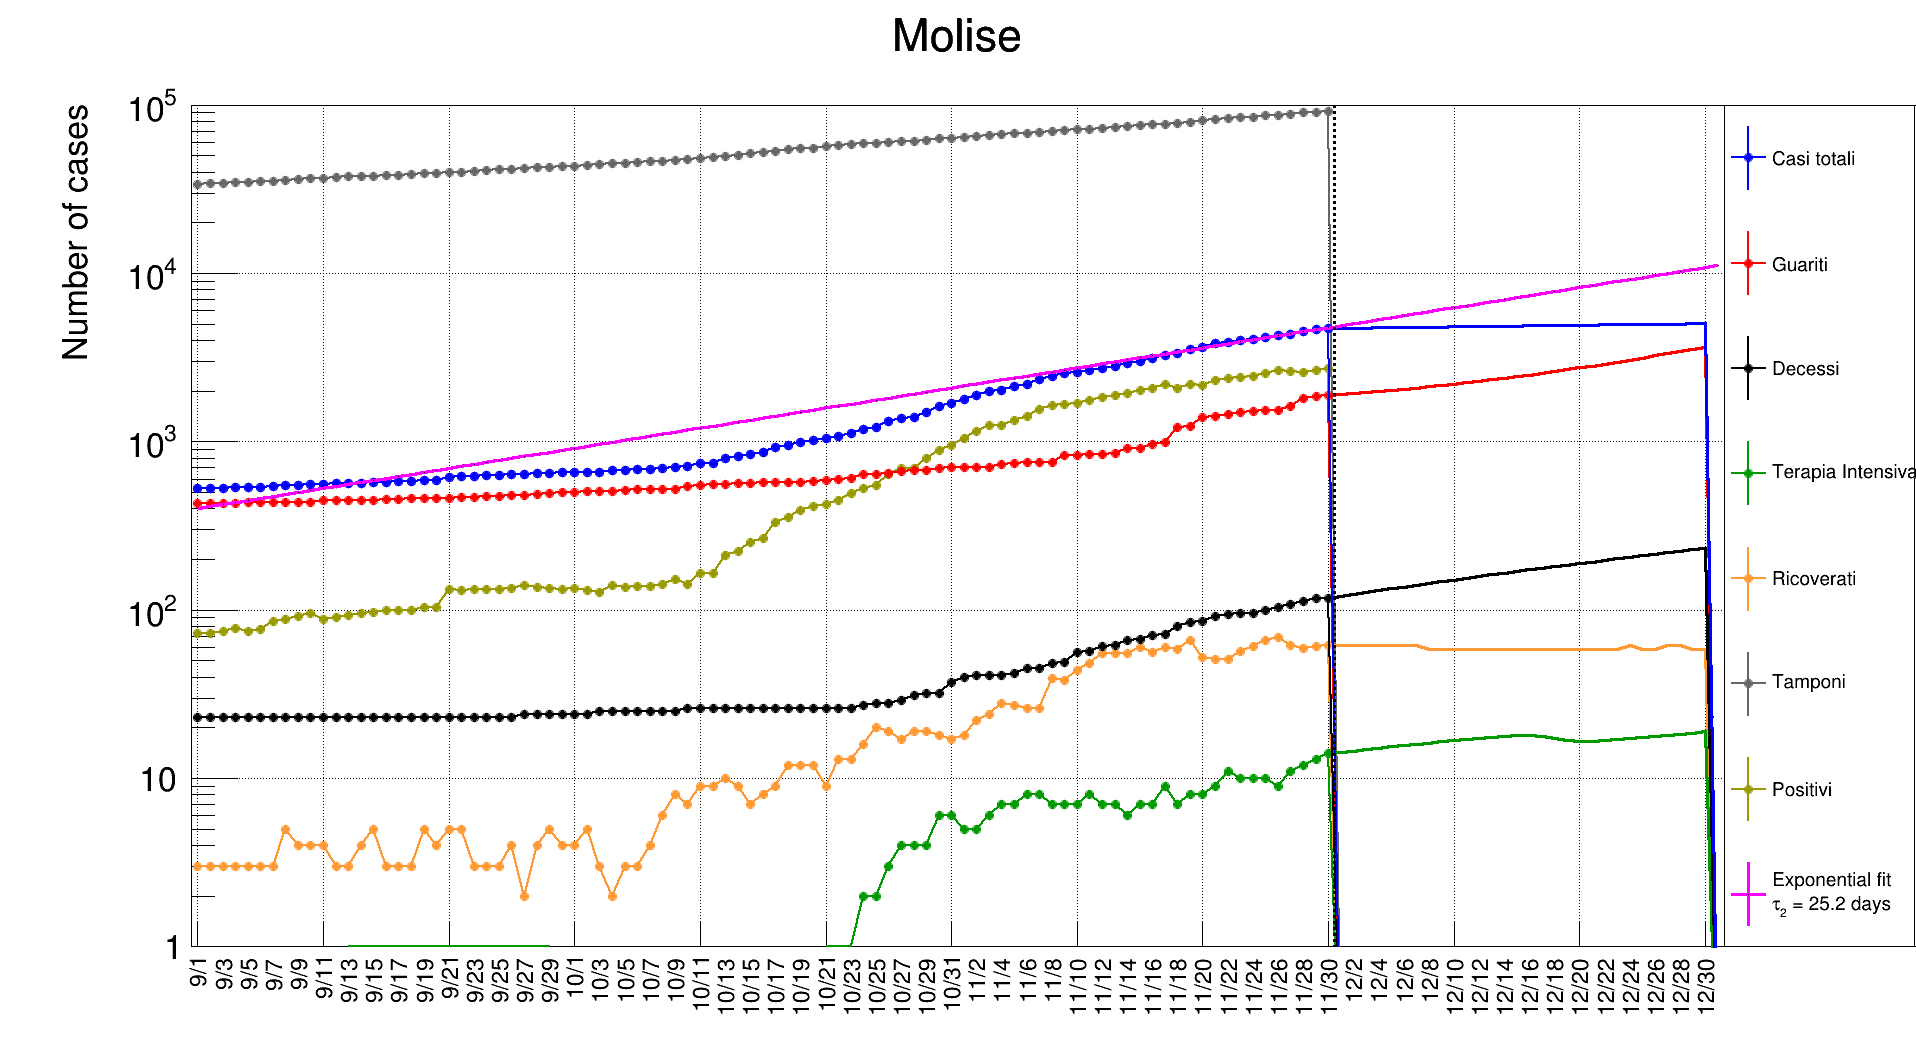 Molise
Number of cases
10^5
10^4
10^3
10^2
10
1
9/1 9/3 9/5 9/7 9/9 9/11 9/13 9/15 9/17 9/19 9/21 9/23 9/25 9/27 9/29 10/1 10/3 10/5 10/7 10/9 10/11 10/13 10/15 10/17 10/19 10/21 10/23 10/25 10/27 10/29 10/31 11/2 11/4 11/6 11/8 11/10 11/12 11/14 11/16 11/18 11/20 11/22 11/24 11/26 11/28 11/30 12/2 12/4 12/6 12/8 12/10 12/12 12/14 12/16 12/18 12/20 12/22 12/24 12/26 12/28 12/30
Casi totali
Guariti
Decessi
Terapia Intensiva
Ricoverati
Tamponi
Positivi
Exponential fit
τ₂ = 25.2 days